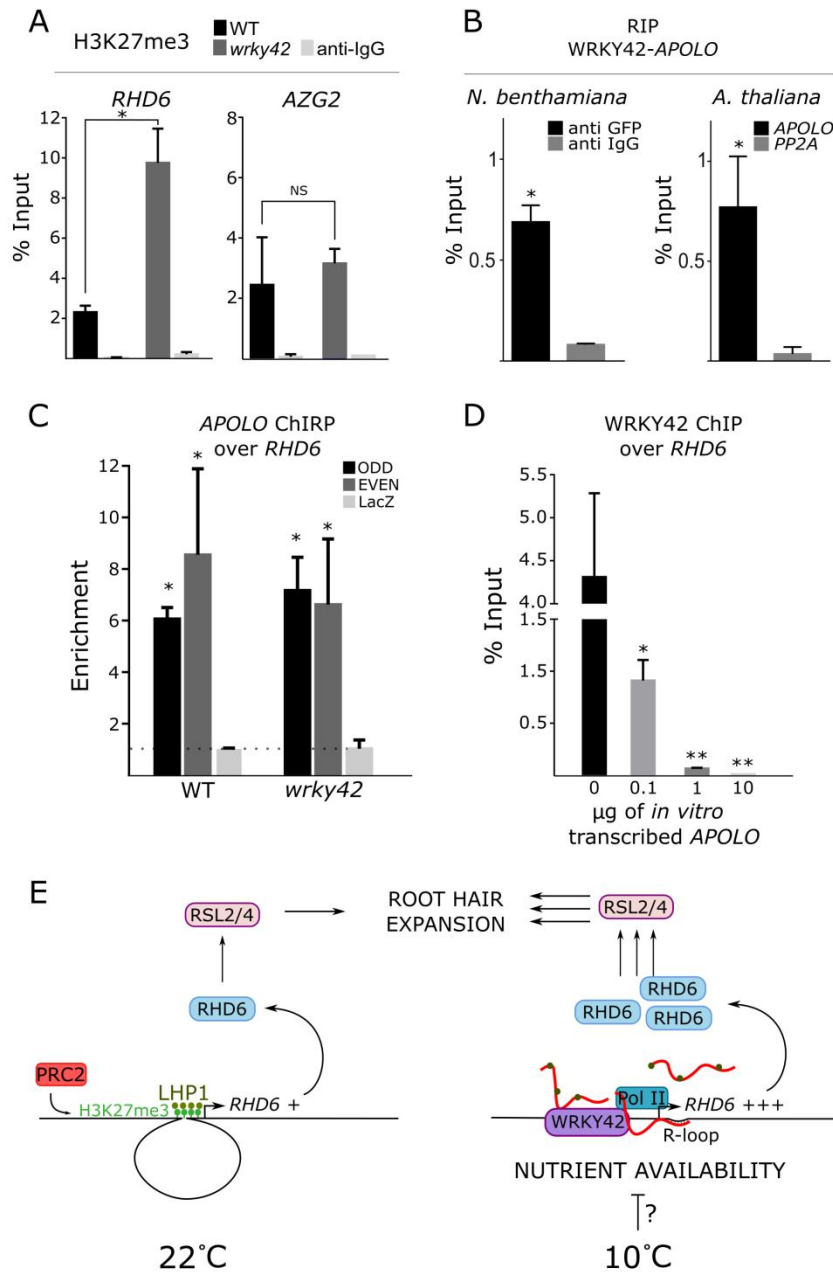 A
H3K27me3
WT
wrky42 anti-IgG
RHD6 AZG2
% Input
12
10
8
6
4
2
*
8
6
4
2
NS
B
RIP
WRKY42-APOLO
N. benthamiana A. thaliana
anti GFP
anti IgG
APOLO
PP2A
% Input
1
0.5
*
% Input
1
0.5
*
C
APOLO ChIRP
over RHD6
ODD
EVEN
LacZ
Enrichment
12
10
8
6
4
2
* * * *
WT wrky42
D
WRKY42 ChIP
over RHD6
% Input
5.5
5.0
4.5
4.0
1.5
1.5
0.5
* ** **
0 0.1 1 10
µg of in vitro
transcribed APOLO
E
RSL2/4
ROOT HAIR
EXPANSION
RSL2/4
RHD6
RHD6
RHD6
RHD6
PRC2
H3K27me3
LHP1
RHD6 +
Pol II
WRKY42
RHD6 +++
R-loop
NUTRIENT AVAILABILITY
?
22°C 10°C